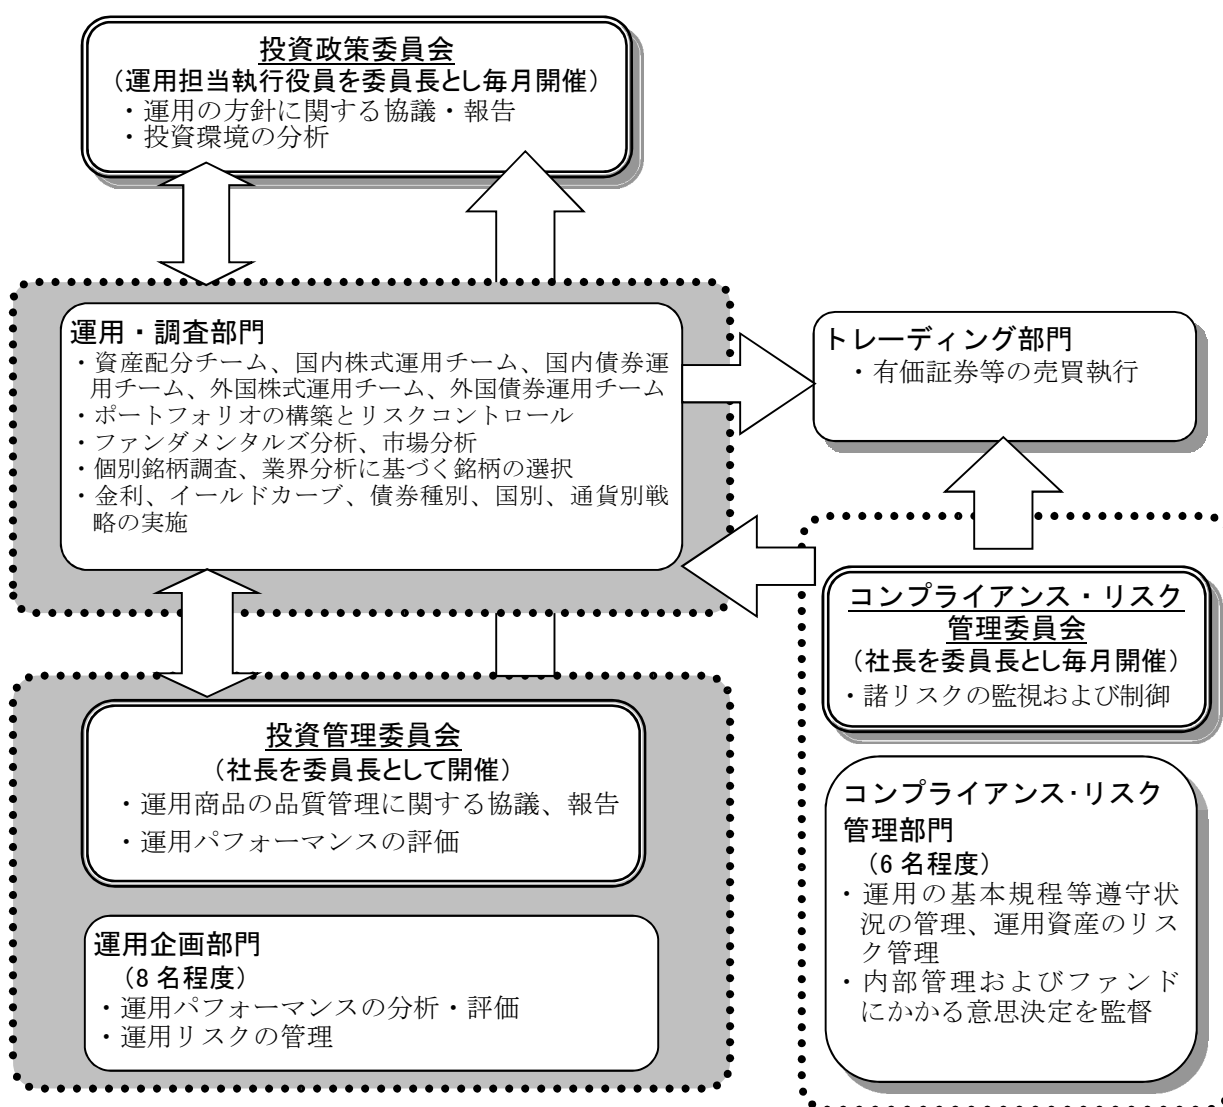 投資政策委員会
（運用担当執行役員を委員長とし毎月開催）
・運用の方針に関する協議・報告
・投資環境の分析
運用・調査部門
・資産配分チーム、国内株式運用チーム、国内債券運
用チーム、外国株式運用チーム、外国債券運用チーム
・ポートフォリオの構築とリスクコントロール
・ファンダメンタルズ分析、市場分析
・個別銘柄調査、業界分析に基づく銘柄の選択
・金利、イールドカーブ、債券種別、国別、通貨別戦
略の実施
トレーディング部門
・有価証券等の売買執行
コンプライアンス・リスク
管理委員会
（社長を委員長とし毎月開催）
・諸リスクの監視および制御
投資管理委員会
（社長を委員長として開催）
・運用商品の品質管理に関する協議、報告
・運用パフォーマンスの評価
運用企画部門
（8 名程度）
・運用パフォーマンスの分析・評価
・運用リスクの管理
コンプライアンス･リスク
管理部門
（6 名程度）
・運用の基本規程等遵守状
況の管理、運用資産のリス
ク管理
・内部管理およびファンド
にかかる意思決定を監督